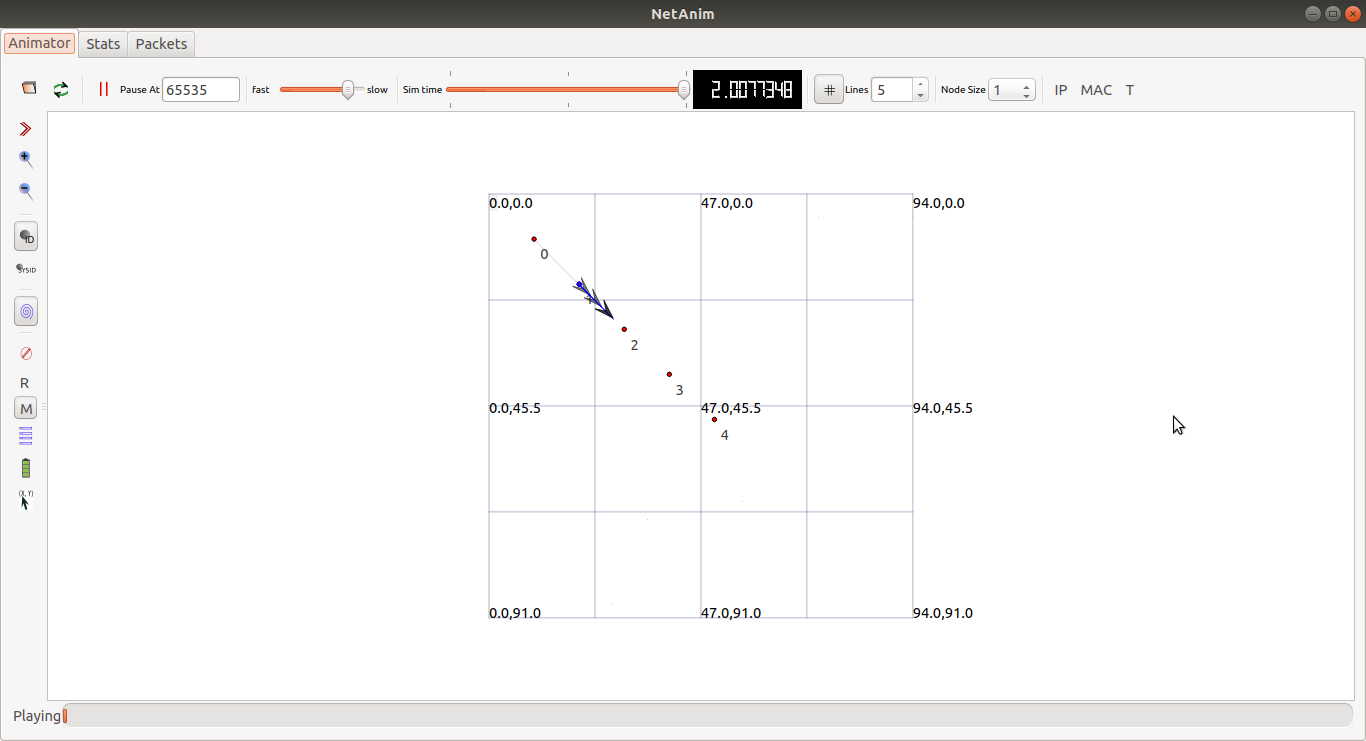 NetAnim
Animator Stats Packets
Pause At 65535 fast slow Sim time 2.0077348 # Lines 5 Node Size 1 IP MAC T
ID
SYSID
R
M
(X, Y)
0.0,0.0 47.0,0.0 94.0,0.0
0
2
3
0.0,45.5 47.0,45.5 94.0,45.5
4
0.0,91.0 47.0,91.0 94.0,91.0
Playing